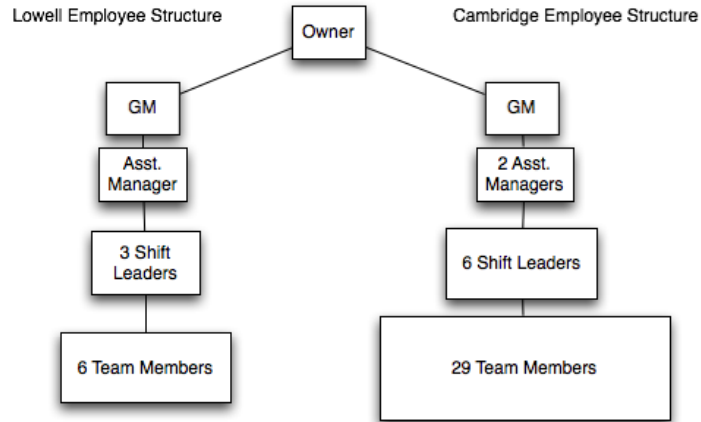 Lowell Employee Structure
Cambridge Employee Structure
Owner
GM
GM
Asst.
Manager
2 Asst.
Managers
3 Shift
Leaders
6 Shift Leaders
6 Team Members
29 Team Members